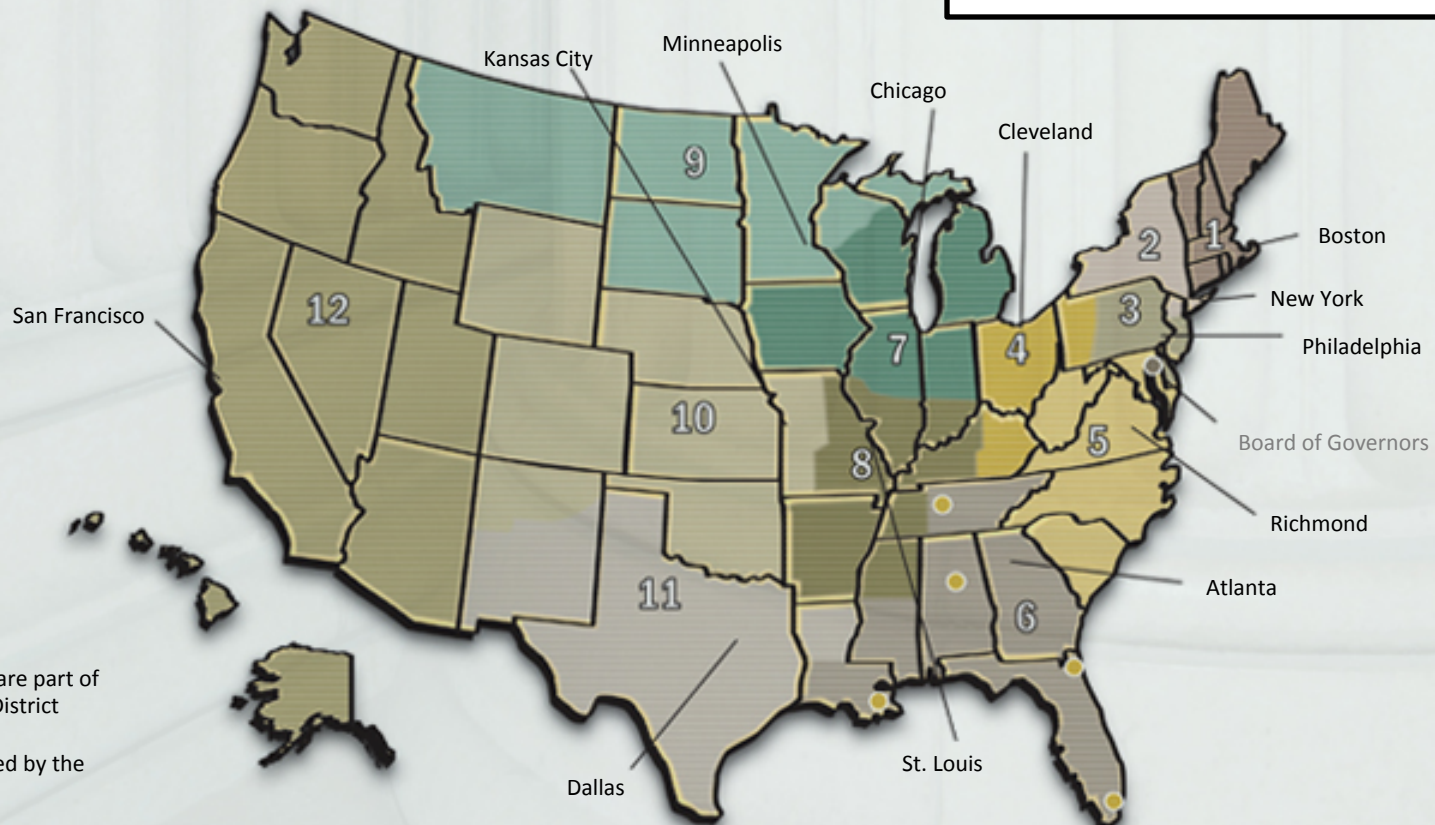 Minneapolis
Kansas City
Chicago
Cleveland
9
2
1
Boston
New York
San Francisco
12
3
Philadelphia
7
4
10
5
Board of Governors
8
Richmond
11
Atlanta
6
are part of
District
ed by the
St. Louis
Dallas